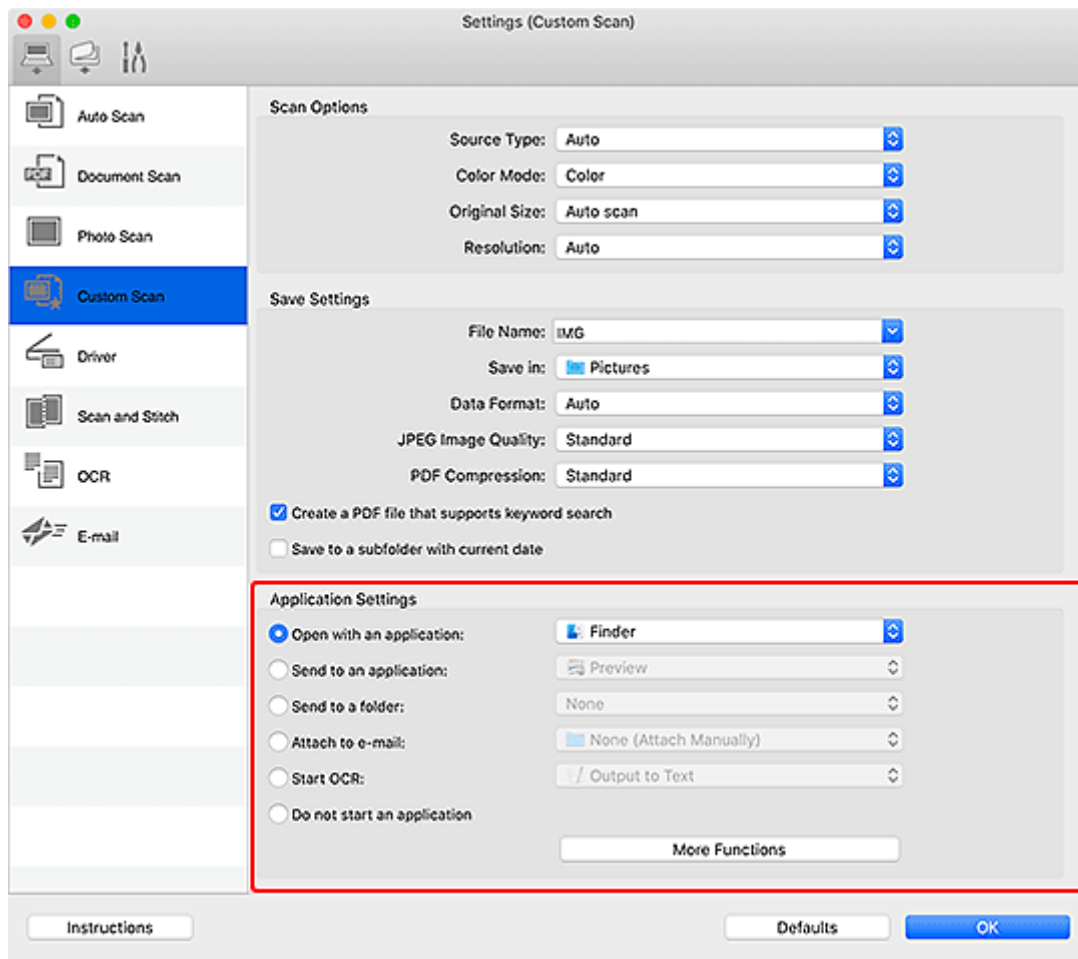 Settings (Custom Scan)
Auto Scan
Document Scan
Photo Scan
Custom Scan
Driver
Scan and Stitch
OCR
E-mail
Scan Options
Source Type: Auto
Color Mode: Color
Original Size: Auto scan
Resolution: Auto
Save Settings
File Name: IMG
Save in: Pictures
Data Format: Auto
JPEG Image Quality: Standard
PDF Compression: Standard
Create a PDF file that supports keyword search
Save to a subfolder with current date
Application Settings
Open with an application: Finder
Send to an application: Preview
Send to a folder: None
Attach to e-mail: None (Attach Manually)
Start OCR: Output to Text
Do not start an application
More Functions
Instructions Defaults OK